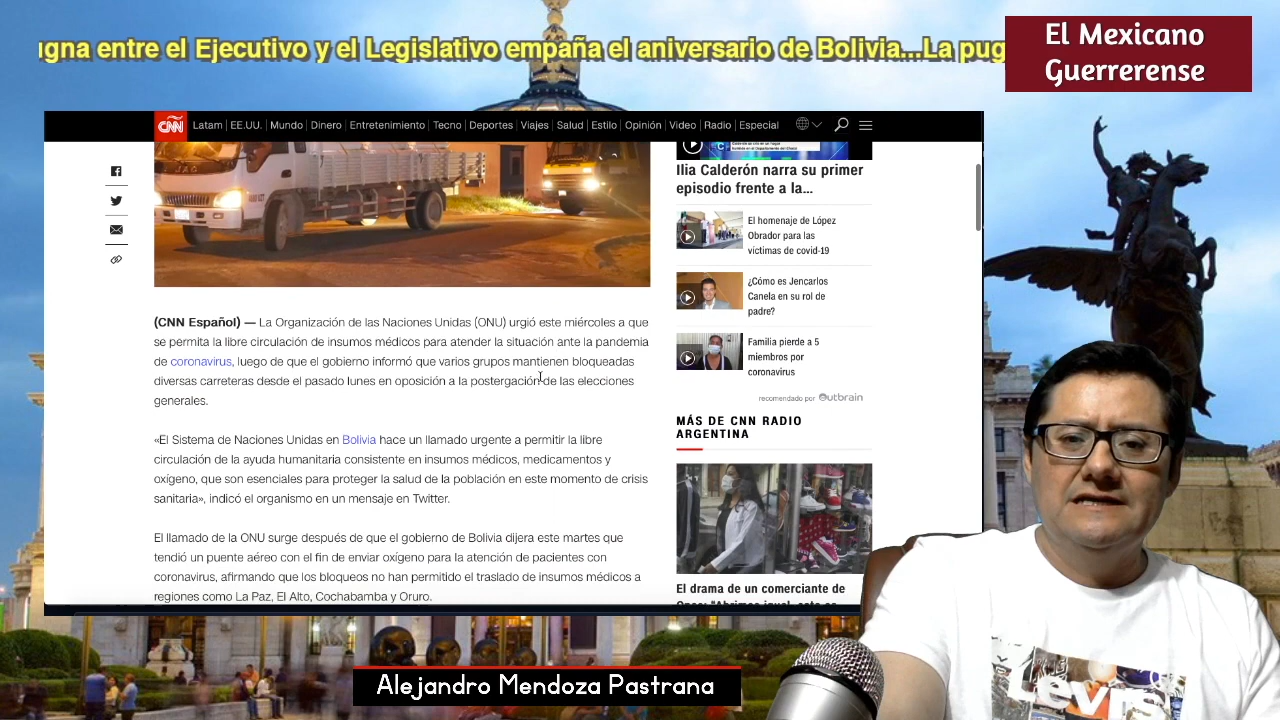 igna entre el Ejecutivo y el Legislativo empaña el aniversario de Bolivia...La pug
El Mexicano
Guerrerense
CNN
Latam | EE.UU. | Mundo | Dinero | Entretenimiento | Tecno | Deportes | Viajes | Salud | Estilo | Opinión | Video | Radio | Especial
(CNN Español) — La Organización de las Naciones Unidas (ONU) urgió este miércoles a que
se permita la libre circulación de insumos médicos para atender la situación ante la pandemia
de coronavirus, luego de que el gobierno informó que varios grupos mantienen bloqueadas
diversas carreteras desde el pasado lunes en oposición a la postergación de las elecciones
generales.
«El Sistema de Naciones Unidas en Bolivia hace un llamado urgente a permitir la libre
circulación de la ayuda humanitaria consistente en insumos médicos, medicamentos y
oxígeno, que son esenciales para proteger la salud de la población en este momento de crisis
sanitaria», indicó el organismo en un mensaje en Twitter.
El llamado de la ONU surge después de que el gobierno de Bolivia dijera este martes que
tendió un puente aéreo con el fin de enviar oxígeno para la atención de pacientes con
coronavirus, afirmando que los bloqueos no han permitido el traslado de insumos médicos a
regiones como La Paz, El Alto, Cochabamba y Oruro.
Ilia Calderón narra su primer
episodio frente a la...
El homenaje de López
Obrador para las
víctimas de covid-19
¿Cómo es Jencarlos
Canela en su rol de
padre?
Familia pierde a 5
miembros por
coronavirus
recomendado por Outbrain
MÁS DE CNN RADIO
ARGENTINA
El drama de un comerciante de
Alejandro Mendoza Pastrana
Levi's